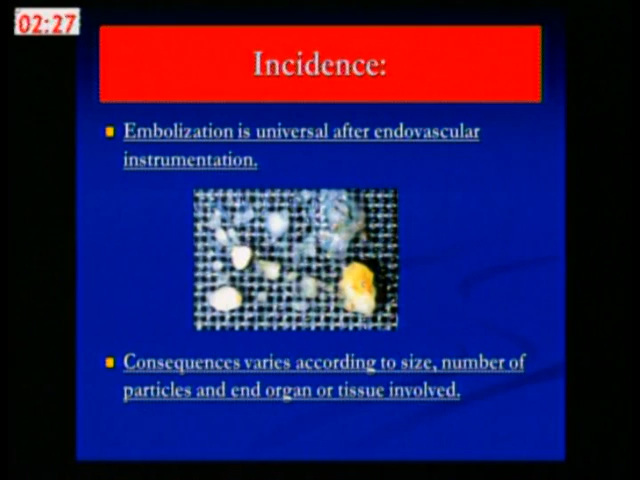 02:27
Incidence:
Embolization is universal after endovascular
instrumentation.
Consequences varies according to size, number of
particles and end organ or tissue involved.